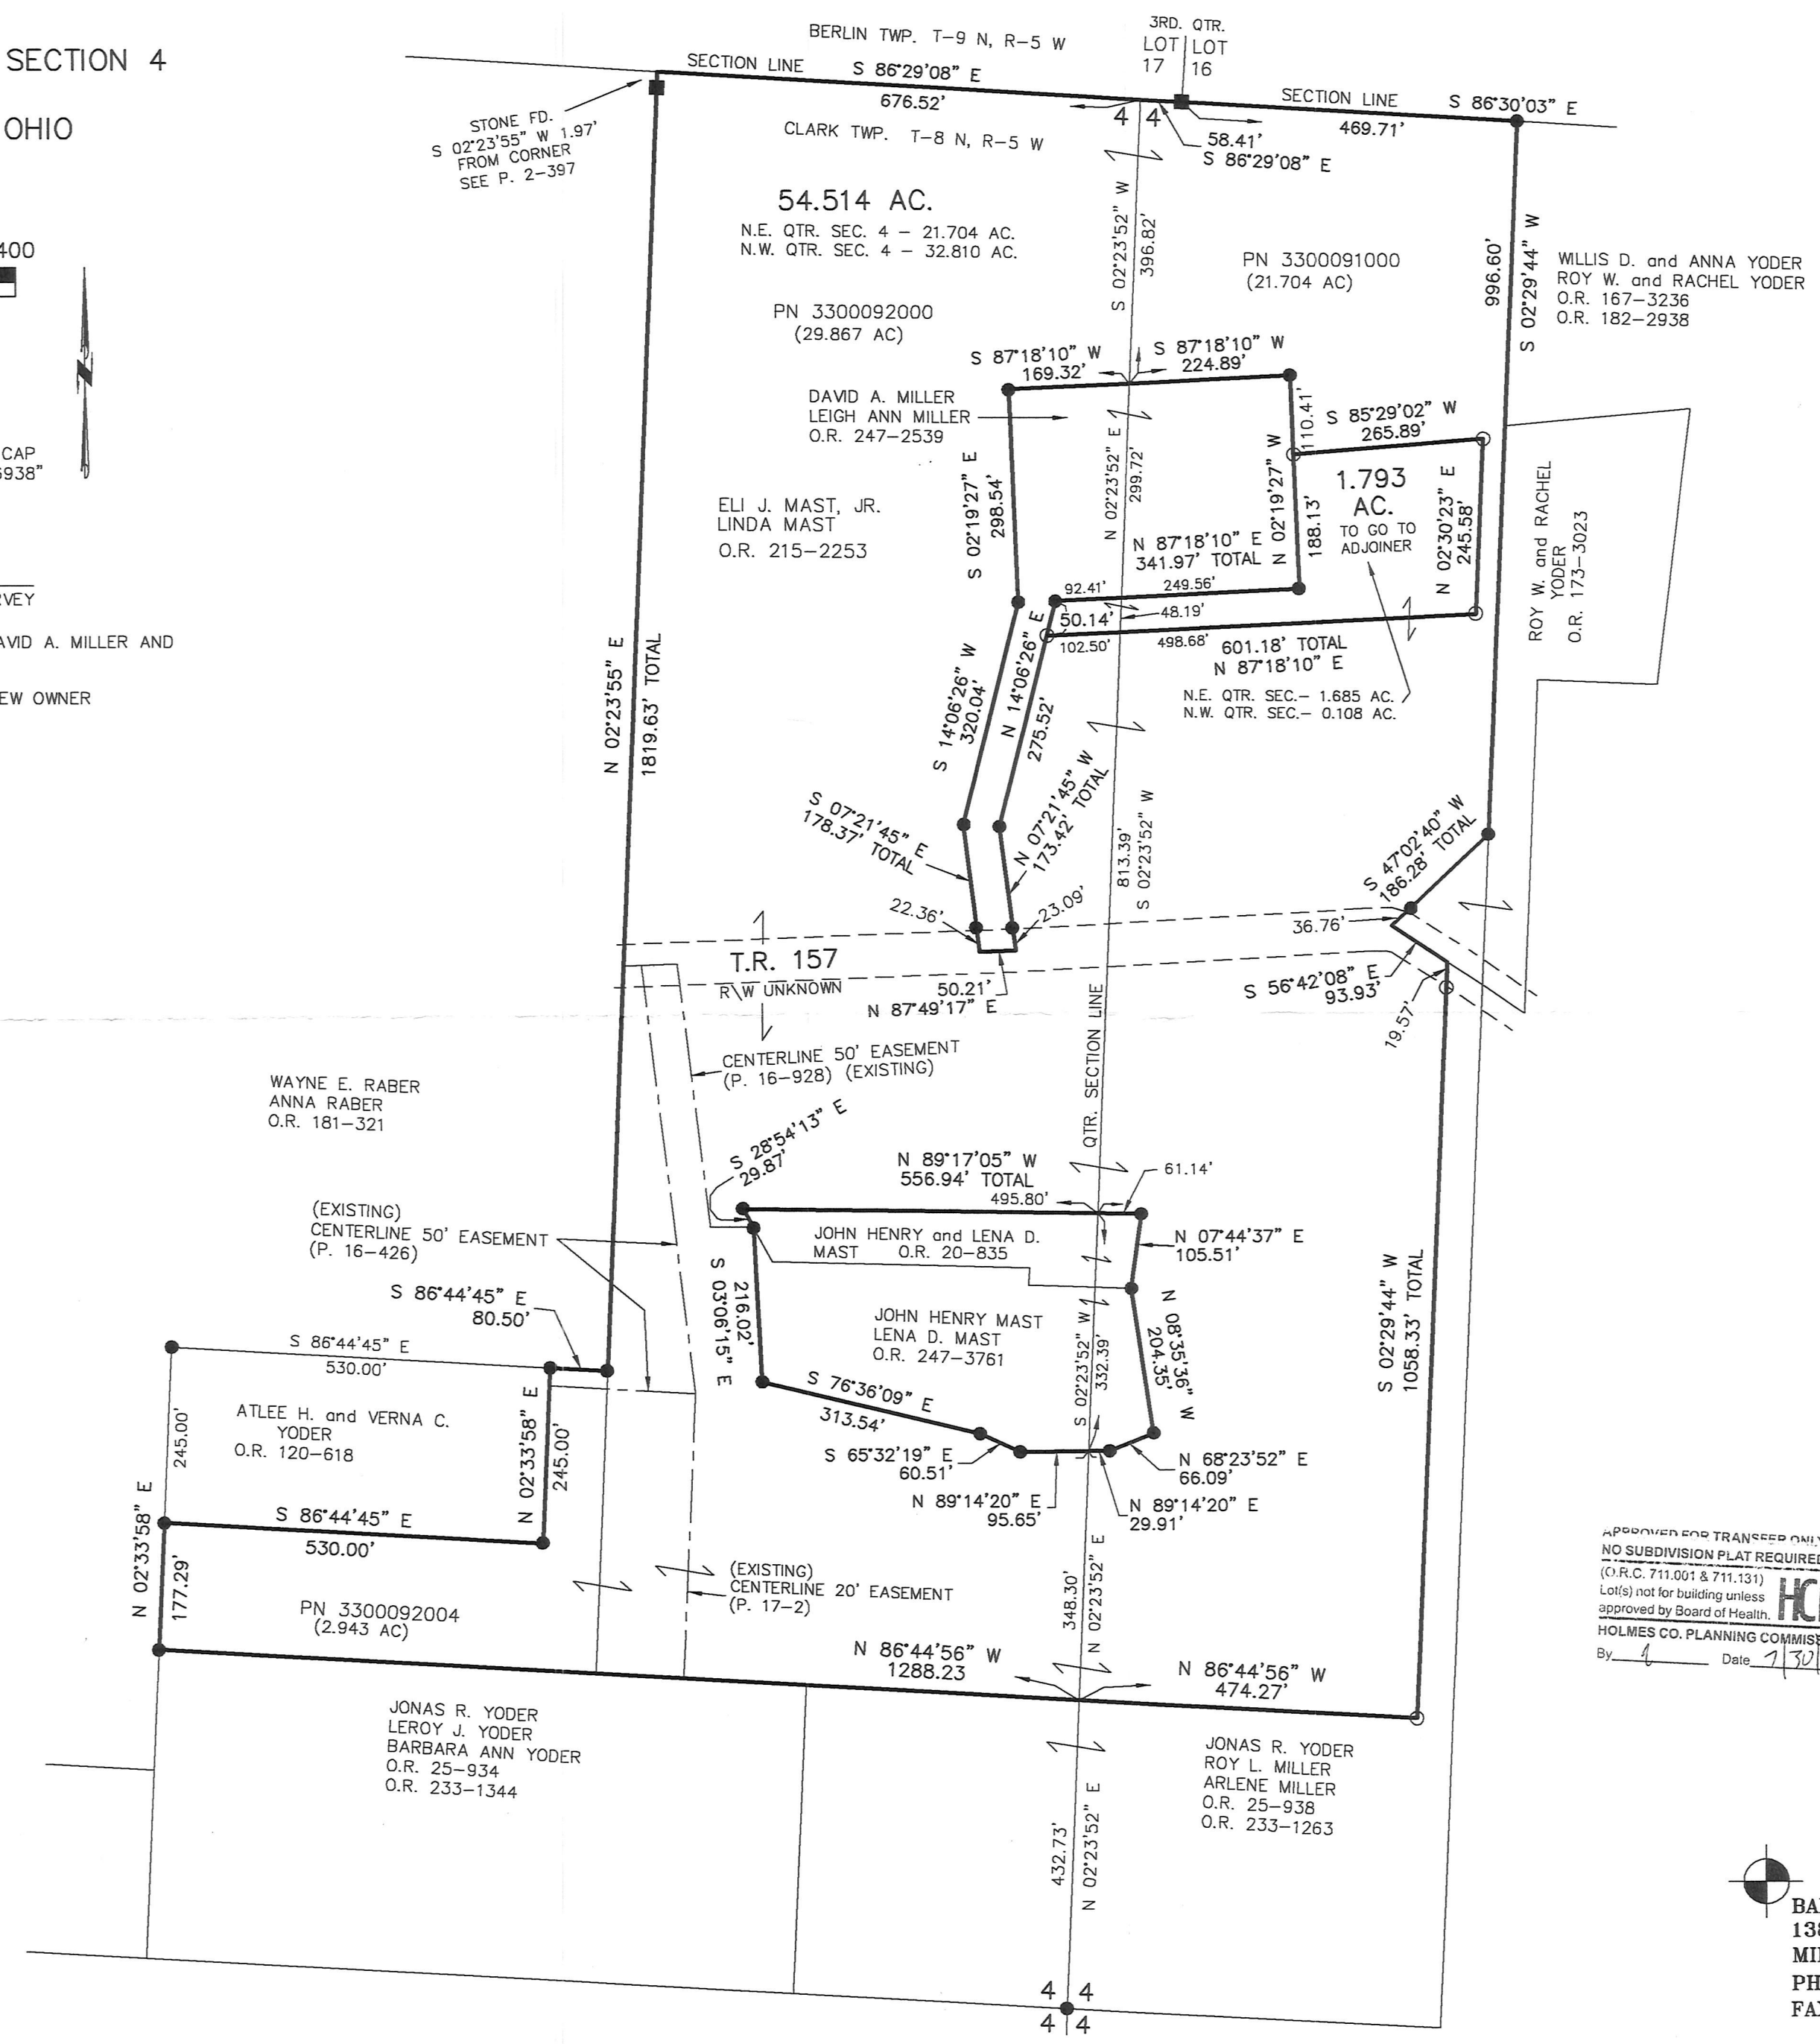 SECTION 4
OHIO
BERLIN TWP. T-9 N, R-5 W
3RD. QTR.
LOT LOT
17 16
SECTION LINE
S 86°29'08" E
676.52'
SECTION LINE
S 86°30'03" E
469.71'
4 4
58.41'
S 86°29'08" E
STONE FD.
S 02°23'55" W 1.97'
FROM CORNER
SEE P. 2-397
CLARK TWP. T-8 N, R-5 W
54.514 AC.
N.E. QTR. SEC. 4 - 21.704 AC.
N.W. QTR. SEC. 4 - 32.810 AC.
400
S 02°23'52" W
396.82'
PN 3300091000
(21.704 AC)
996.60'
S 02°29'44" W
WILLIS D. and ANNA YODER
ROY W. and RACHEL YODER
O.R. 167-3236
O.R. 182-2938
PN 3300092000
(29.867 AC)
S 87°18'10" W
169.32'
S 87°18'10" W
224.89'
DAVID A. MILLER
LEIGH ANN MILLER
O.R. 247-2539
110.41'
S 85°29'02" W
265.89'
CAP
6938"
S 02°19'27" E
298.54'
N 02°23'52" E
299.72'
N 02°19'27" W
188.13'
1.793
AC.
TO GO TO
ADJOINER
N 02°30'23" E
245.58'
ROY W. and RACHEL
YODER
O.R. 173-3023
ELI J. MAST, JR.
LINDA MAST
O.R. 215-2253
N 87°18'10" E
341.97' TOTAL
92.41'
249.56'
50.14'
48.19'
102.50'
498.68'
601.18' TOTAL
N 87°18'10" E
RVEY
DAVID A. MILLER AND
NEW OWNER
N.E. QTR. SEC.- 1.685 AC.
N.W. QTR. SEC.- 0.108 AC.
N 02°23'55" E
1819.63' TOTAL
S 14°06'26" W
320.04'
N 14°06'26" E
275.52'
S 07°21'45" E
178.37' TOTAL
N 07°21'45" W
173.42' TOTAL
813.39'
S 02°23'52" W
S 47°02'40" W
186.28' TOTAL
22.36'
23.09'
36.76'
T.R. 157
R\W UNKNOWN
50.21'
N 87°49'17" E
S 56°42'08" E
93.93'
19.57'
CENTERLINE 50' EASEMENT
(P. 16-928) (EXISTING)
QTR. SECTION LINE
WAYNE E. RABER
ANNA RABER
O.R. 181-321
S 28°54'13" E
29.87'
N 89°17'05" W
556.94' TOTAL
495.80'
61.14'
(EXISTING)
CENTERLINE 50' EASEMENT
(P. 16-426)
JOHN HENRY and LENA D.
MAST O.R. 20-835
N 07°44'37" E
105.51'
S 86°44'45" E
80.50'
216.02'
S 03°06'15" E
JOHN HENRY MAST
LENA D. MAST
O.R. 247-3761
S 02°23'52" W
332.39'
N 08°35'36" W
204.35'
S 02°29'44" W
1058.33' TOTAL
S 86°44'45" E
530.00'
245.00'
ATLEE H. and VERNA C.
YODER
O.R. 120-618
N 02°33'58" E
245.00'
S 76°36'09" E
313.54'
S 65°32'19" E
60.51'
N 89°14'20" E
95.65'
N 68°23'52" E
66.09'
N 89°14'20" E
29.91'
N 02°33'58" E
177.29'
S 86°44'45" E
530.00'
PN 3300092004
(2.943 AC)
(EXISTING)
CENTERLINE 20' EASEMENT
(P. 17-2)
348.30'
N 02°23'52" E
APPROVED FOR TRANSFER ONLY
NO SUBDIVISION PLAT REQUIRED
(O.R.C. 711.001 & 711.131)
Lot(s) not for building unless
approved by Board of Health.
HOLMES CO. PLANNING COMMISS
By Date 7/30/
N 86°44'56" W
1288.23
N 86°44'56" W
474.27'
JONAS R. YODER
LEROY J. YODER
BARBARA ANN YODER
O.R. 25-934
O.R. 233-1344
JONAS R. YODER
ROY L. MILLER
ARLENE MILLER
O.R. 25-938
O.R. 233-1263
432.73'
N 02°23'52" E
4 4
4 4
BA
138
MIL
PH
FAX